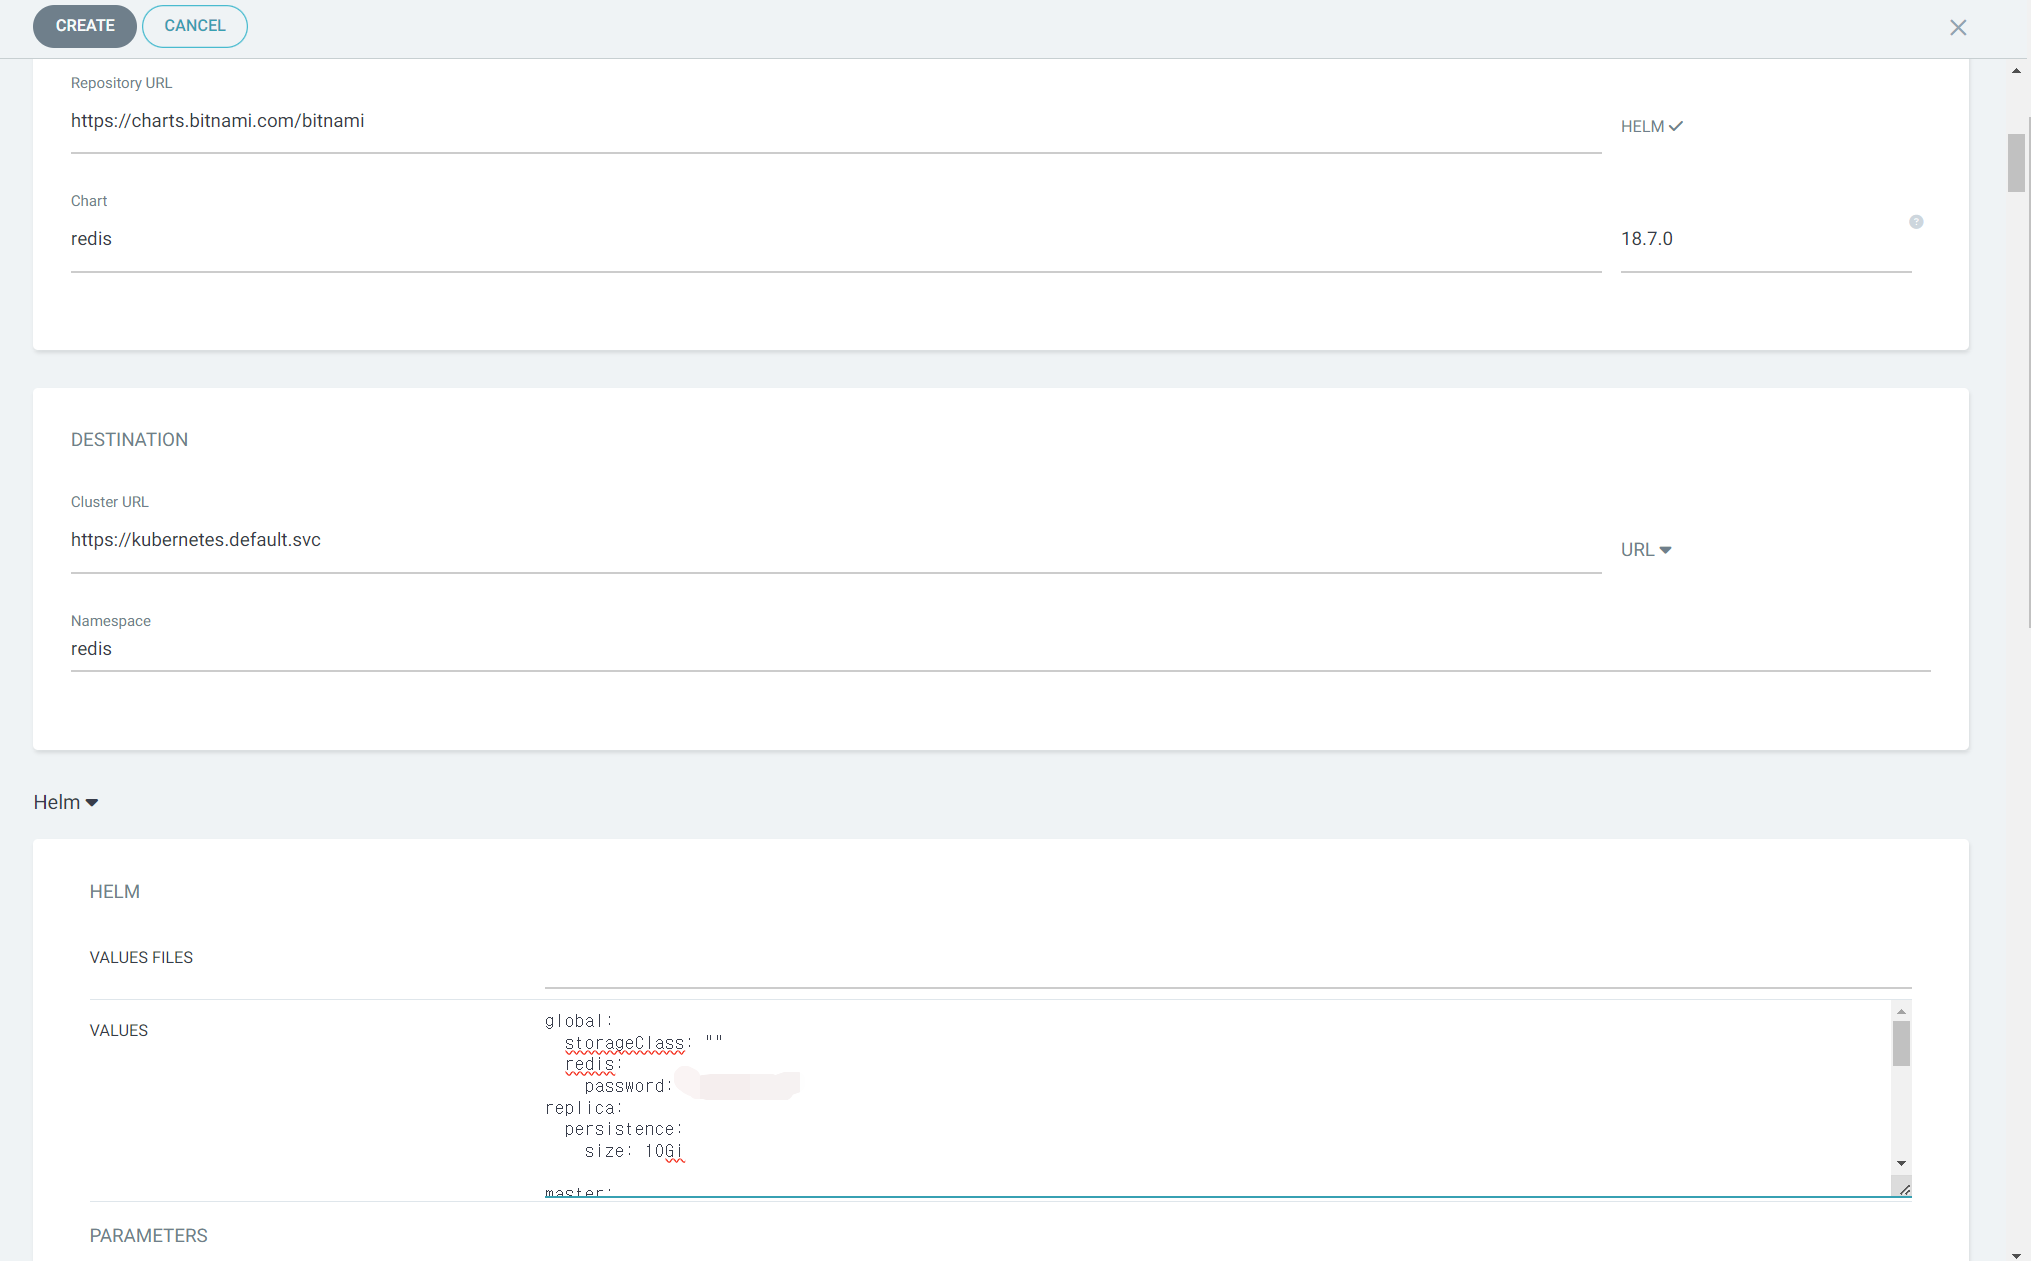 CREATE CANCEL
Repository URL
https://charts.bitnami.com/bitnami
HELM
Chart
redis
18.7.0
DESTINATION
Cluster URL
https://kubernetes.default.svc
URL
Namespace
redis
Helm
HELM
VALUES FILES
VALUES
global:
storageClass: ""
redis:
password:
replica:
persistence:
size: 10Gi
master:
PARAMETERS